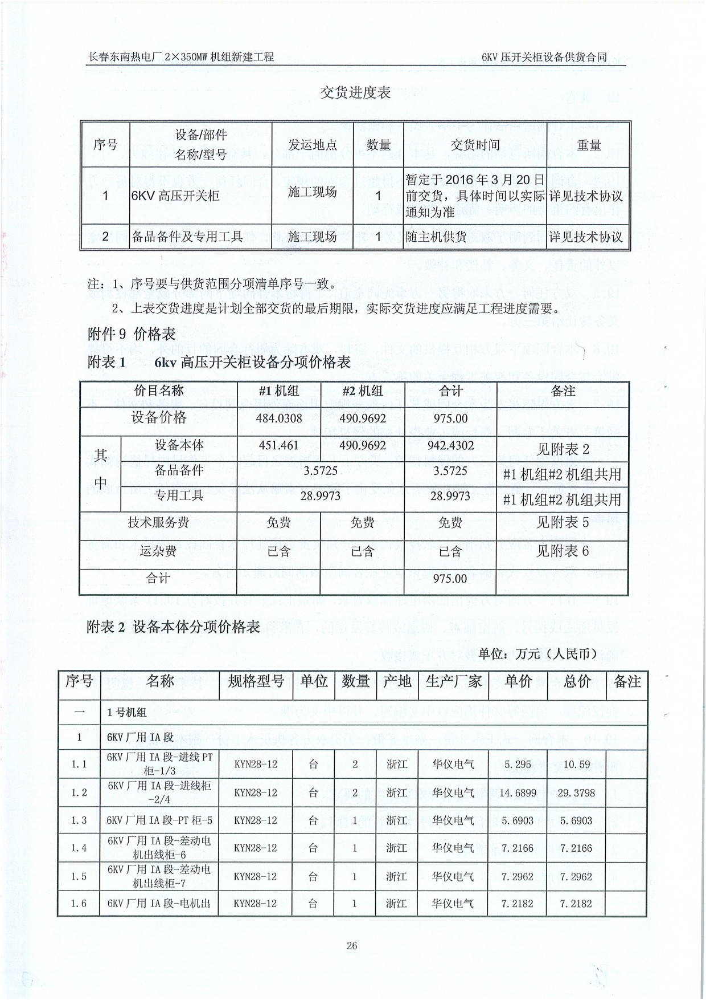 长春东南热电厂 2×350MW 机组新建工程 6KV 压开关柜设备供货合同
交货进度表
序号 设备/部件 名称/型号 发运地点 数量 交货时间 重量
1 6KV 高压开关柜 施工现场 1 暂定于 2016 年 3 月 20 日前交货，具体时间以实际通知为准 详见技术协议
2 备品备件及专用工具 施工现场 1 随主机供货 详见技术协议
注：1、序号要与供货范围分项清单序号一致。
2、上表交货进度是计划全部交货的最后期限，实际交货进度应满足工程进度需要。
附件 9 价格表
附表 1 6kv 高压开关柜设备分项价格表
价目名称 #1 机组 #2 机组 合计 备注
设备价格 484.0308 490.9692 975.00
其中 设备本体 451.461 490.9692 942.4302 见附表 2
备品备件 3.5725 3.5725 #1 机组#2 机组共用
专用工具 28.9973 28.9973 #1 机组#2 机组共用
技术服务费 免费 免费 免费 见附表 5
运杂费 已含 已含 已含 见附表 6
合计 975.00
附表 2 设备本体分项价格表
单位：万元（人民币）
序号 名称 规格型号 单位 数量 产地 生产厂家 单价 总价 备注
一 1 号机组
1 6KV 厂用 IA 段
1.1 6KV 厂用 IA 段-进线 PT 柜-1/3 KYN28-12 台 2 浙江 华仪电气 5.295 10.59
1.2 6KV 厂用 IA 段-进线柜-2/4 KYN28-12 台 2 浙江 华仪电气 14.6899 29.3798
1.3 6KV 厂用 IA 段-PT 柜-5 KYN28-12 台 1 浙江 华仪电气 5.6903 5.6903
1.4 6KV 厂用 IA 段-差动电机出线柜-6 KYN28-12 台 1 浙江 华仪电气 7.2166 7.2166
1.5 6KV 厂用 IA 段-差动电机出线柜-7 KYN28-12 台 1 浙江 华仪电气 7.2962 7.2962
1.6 6KV 厂用 IA 段-电机出 KYN28-12 台 1 浙江 华仪电气 7.2182 7.2182
26